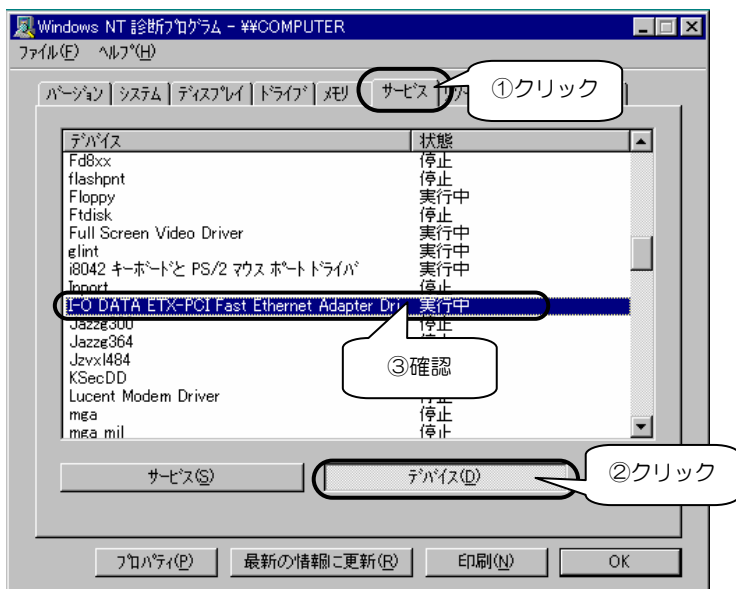 Windows NT 診断ﾌﾟﾛｸﾞﾗﾑ - ¥¥COMPUTER
ﾌｧｲﾙ(F) ﾍﾙﾌﾟ(H)
ﾊﾞｰｼﾞｮﾝ ｼｽﾃﾑ ﾃﾞｨｽﾌﾟﾚｲ ﾄﾞﾗｲﾌﾞ ﾒﾓﾘ ｻｰﾋﾞｽ
①クリック
ﾃﾞﾊﾞｲｽ 状態
Fd8xx 停止
flashpnt 停止
Floppy 実行中
Ftdisk 停止
Full Screen Video Driver 実行中
glint 実行中
i8042 ｷｰﾎﾞｰﾄﾞと PS/2 ﾏｳｽ ﾎﾟｰﾄ ﾄﾞﾗｲﾊﾞ 実行中
Inport 停止
I-O DATA ETX-PCI Fast Ethernet Adapter Dri 実行中
Jazzg300 停止
Jazzg364
Jzvxl484
③確認
KSecDD
Lucent Modem Driver 停止
mga 停止
mga mil 停止
ｻｰﾋﾞｽ(S) ﾃﾞﾊﾞｲｽ(D)
②クリック
ﾌﾟﾛﾊﾟﾃｨ(P) 最新の情報に更新(R) 印刷(N) OK